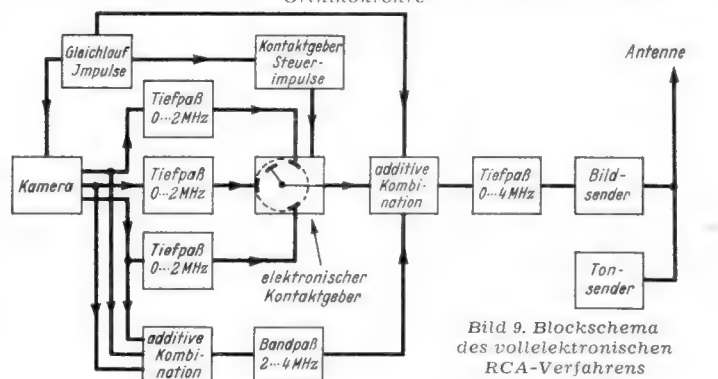 Gleichlauf
Jmpulse
Kontaktgeber
Steuer-
impulse
Antenne
Tiefpaß
0···2MHz
Kamera
Tiefpaß
0···2MHz
additive
Kombi-
nation
Tiefpaß
0···4MHz
Bild-
sender
Tiefpaß
0···2MHz
elektronischer
Kontaktgeber
Ton-
sender
additive
Kombi-
nation
Bandpaß
2···4MHz
Bild 9. Blockschema
des vollelektronischen
RCA-Verfahrens